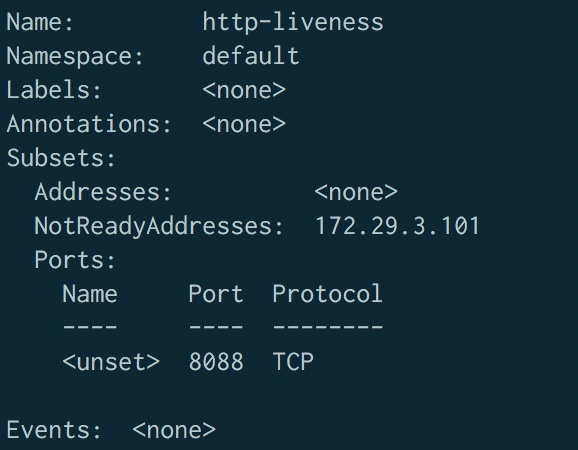 Name:         http-liveness
Namespace:    default
Labels:       <none>
Annotations:  <none>
Subsets:
  Addresses:          <none>
  NotReadyAddresses:  172.29.3.101
  Ports:
    Name     Port  Protocol
    ----     ----  --------
    <unset>  8088  TCP

Events:  <none>